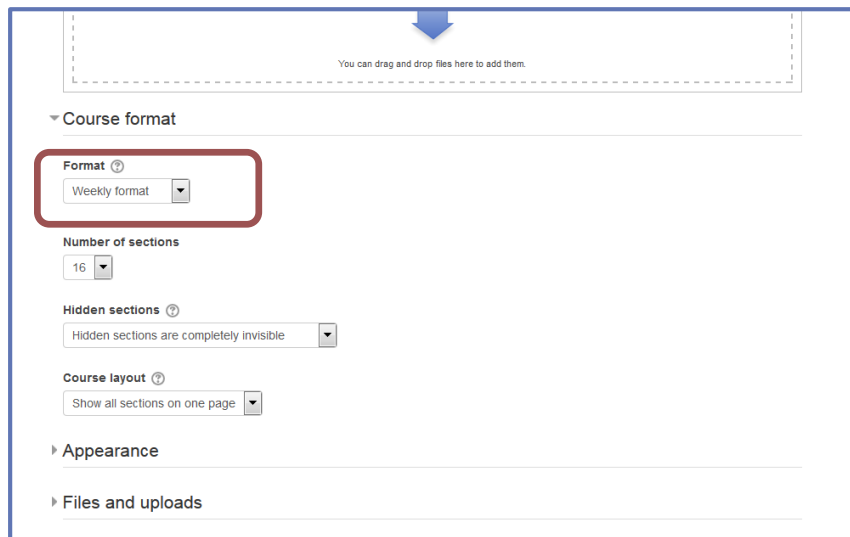 You can drag and drop files here to add them.
Course format
Format
Weekly format
Number of sections
16
Hidden sections
Hidden sections are completely invisible
Course layout
Show all sections on one page
Appearance
Files and uploads